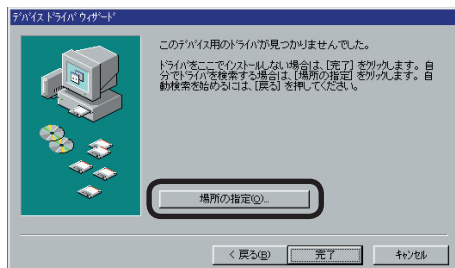 ﾃﾞﾊﾞｲｽ ﾄﾞﾗｲﾊﾞ ｳｨｻﾞｰﾄﾞ
このﾃﾞﾊﾞｲｽ用のﾄﾞﾗｲﾊﾞが見つかりませんでした。
ﾄﾞﾗｲﾊﾞをここでｲﾝｽﾄｰﾙしない場合は、[完了] をｸﾘｯｸします。自
分でﾄﾞﾗｲﾊﾞを検索する場合は、[場所の指定] をｸﾘｯｸします。自
動検索を始めるには、[戻る] を押してください。
場所の指定(O)...
< 戻る(B)
完了
ｷｬﾝｾﾙ